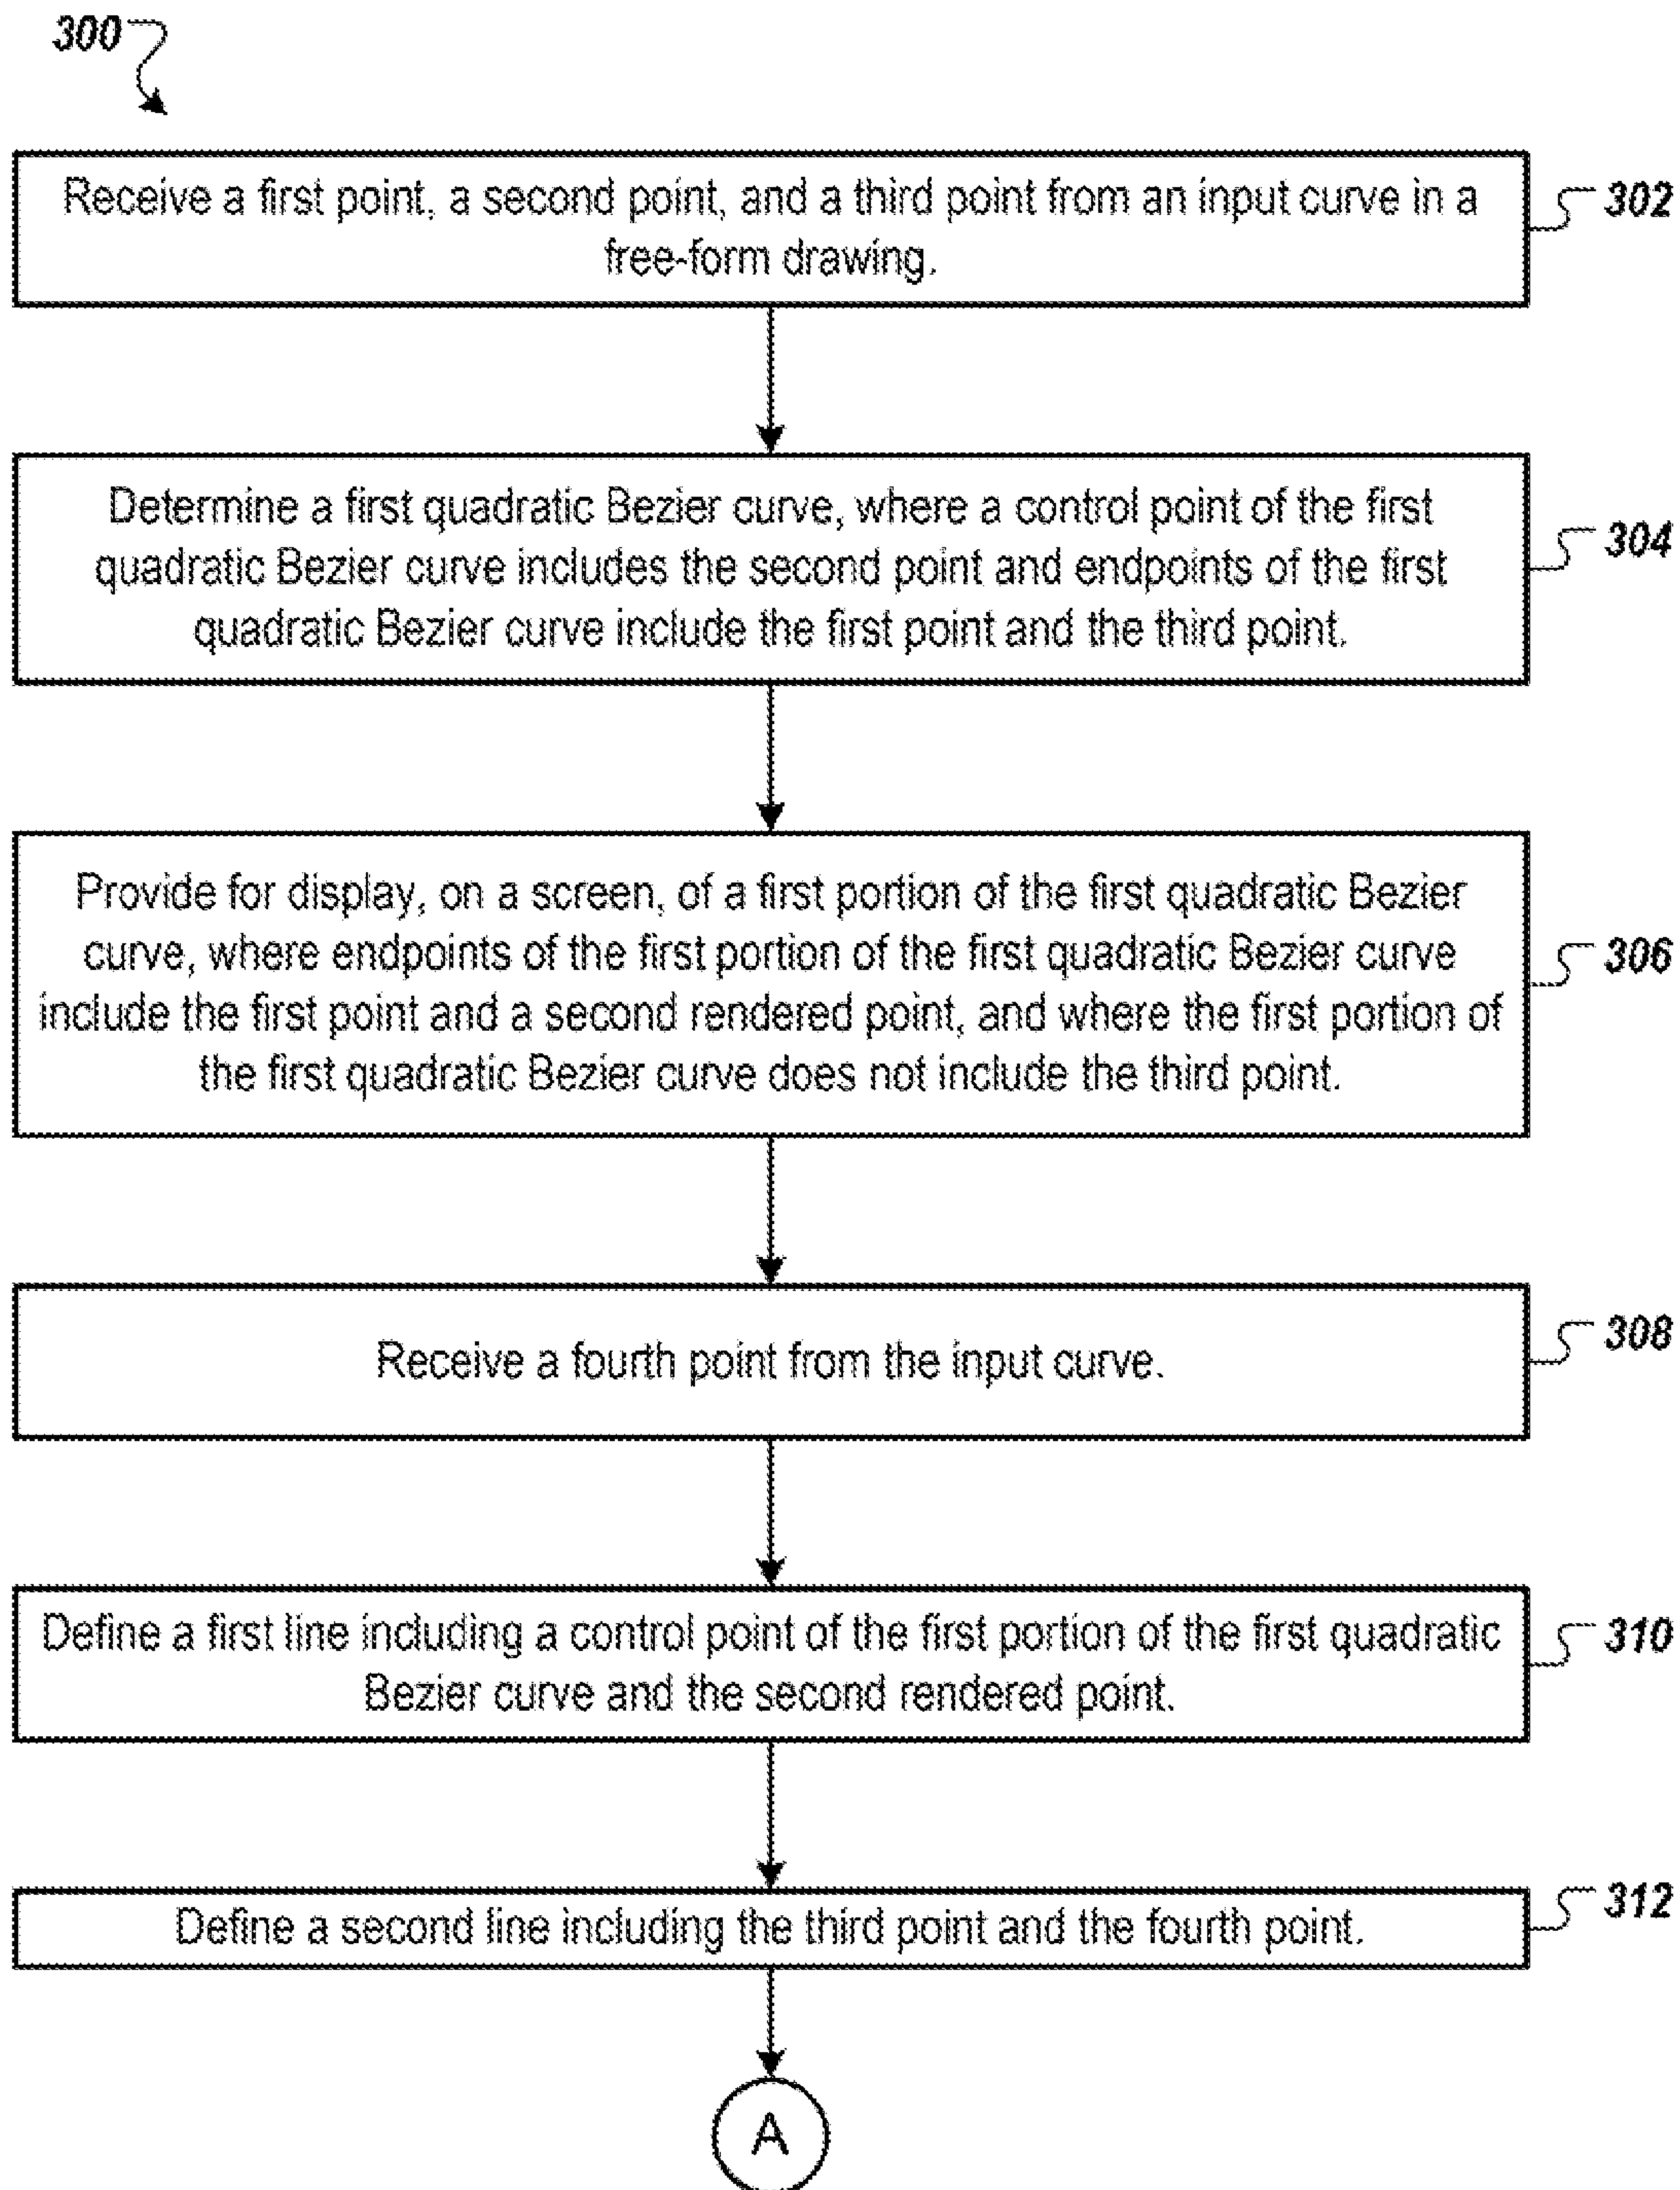 300
Receive a first point, a second point, and a third point from an input curve in a
free-form drawing.
302
Determine a first quadratic Bezier curve, where a control point of the first
quadratic Bezier curve includes the second point and endpoints of the first
quadratic Bezier curve include the first point and the third point.
304
Provide for display, on a screen, of a first portion of the first quadratic Bezier
curve, where endpoints of the first portion of the first quadratic Bezier curve
include the first point and a second rendered point, and where the first portion of
the first quadratic Bezier curve does not include the third point.
306
Receive a fourth point from the input curve.
308
Define a first line including a control point of the first portion of the first quadratic
Bezier curve and the second rendered point.
310
Define a second line including the third point and the fourth point.
312
A